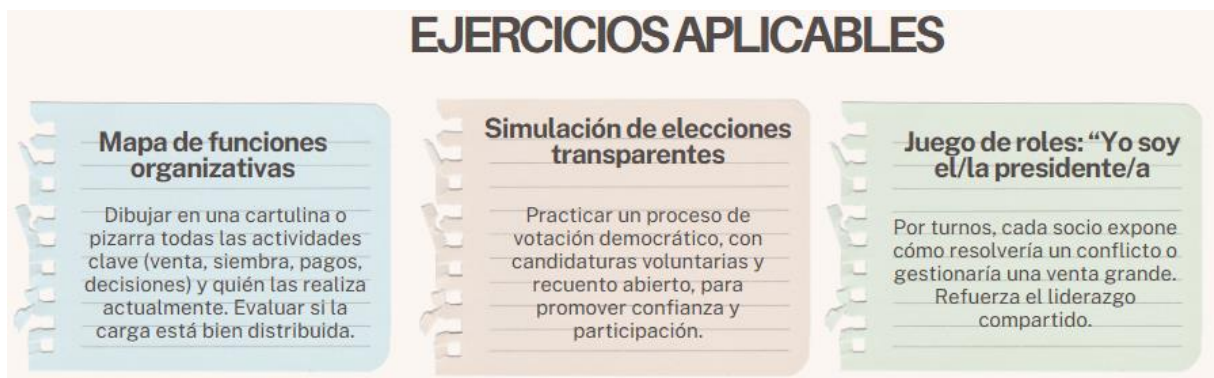 EJERCICIOS APLICABLES
Mapa de funciones
organizativas
Dibujar en una cartulina o
pizarra todas las actividades
clave (venta, siembra, pagos,
decisiones) y quién las realiza
actualmente. Evaluar si la
carga está bien distribuida.
Simulación de elecciones
transparentes
Practicar un proceso de
votación democrático, con
candidaturas voluntarias y
recuento abierto, para
promover confianza y
participación.
Juego de roles: “Yo soy
el/la presidente/a
Por turnos, cada socio expone
cómo resolvería un conflicto o
gestionaría una venta grande.
Refuerza el liderazgo
compartido.